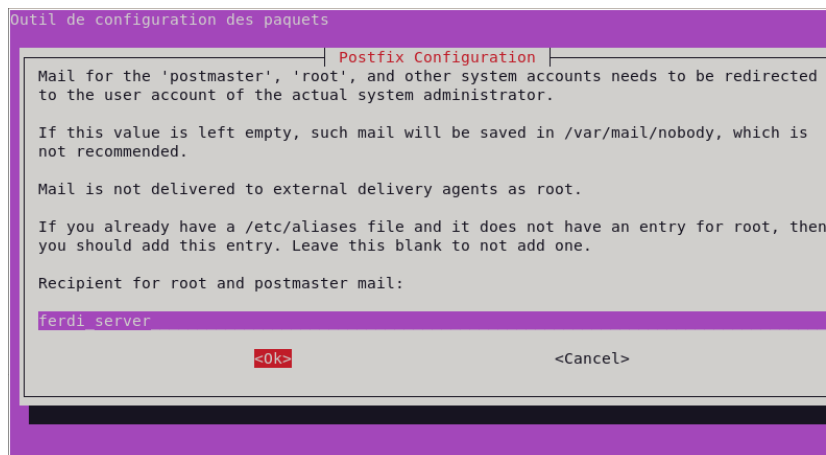 Outil de configuration des paquets
Postfix Configuration
Mail for the 'postmaster', 'root', and other system accounts needs to be redirected
to the user account of the actual system administrator.
If this value is left empty, such mail will be saved in /var/mail/nobody, which is
not recommended.
Mail is not delivered to external delivery agents as root.
If you already have a /etc/aliases file and it does not have an entry for root, then
you should add this entry. Leave this blank to not add one.
Recipient for root and postmaster mail:
ferdi_server
<Ok> <Cancel>